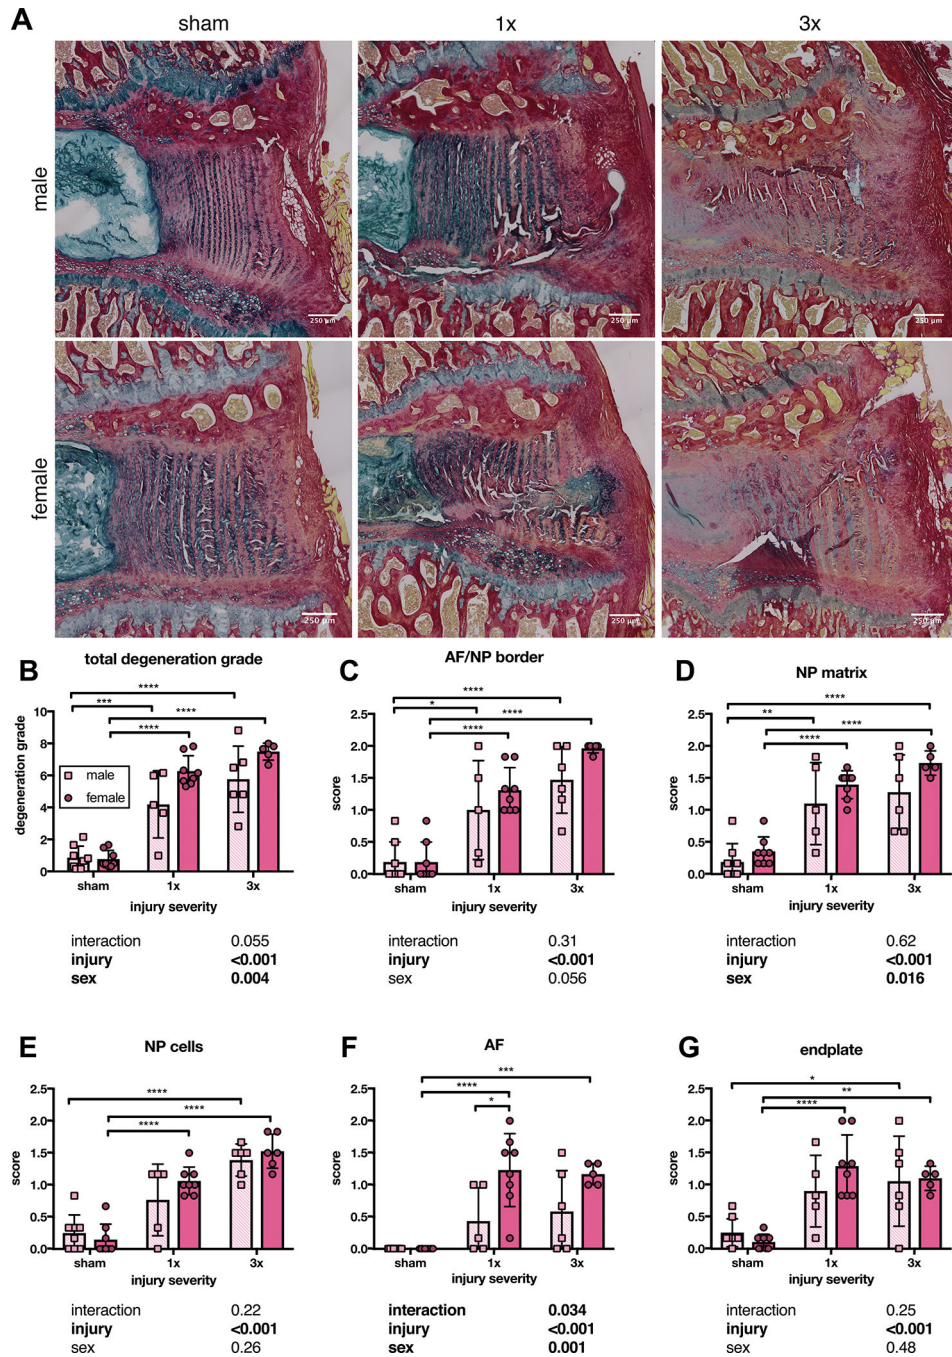 A
sham
1x
3x
male
250 µm
250 µm
250 µm
female
250 µm
250 µm
250 µm
B
total degeneration grade
degeneration grade
10
8
6
4
2
0
****
***
****
****
male
female
sham
1x
3x
injury severity
interaction 0.055
injury <0.001
sex 0.004
C
AF/NP border
score
2.5
2.0
1.5
1.0
0.5
0.0
****
*
****
****
sham
1x
3x
injury severity
interaction 0.31
injury <0.001
sex 0.056
D
NP matrix
score
2.5
2.0
1.5
1.0
0.5
0.0
****
**
****
****
sham
1x
3x
injury severity
interaction 0.62
injury <0.001
sex 0.016
E
NP cells
score
2.5
2.0
1.5
1.0
0.5
0.0
****
****
****
sham
1x
3x
injury severity
interaction 0.22
injury <0.001
sex 0.26
F
AF
score
2.5
2.0
1.5
1.0
0.5
0.0
***
****
*
sham
1x
3x
injury severity
interaction 0.034
injury <0.001
sex 0.001
G
endplate
score
2.5
2.0
1.5
1.0
0.5
0.0
*
**
****
sham
1x
3x
injury severity
interaction 0.25
injury <0.001
sex 0.48